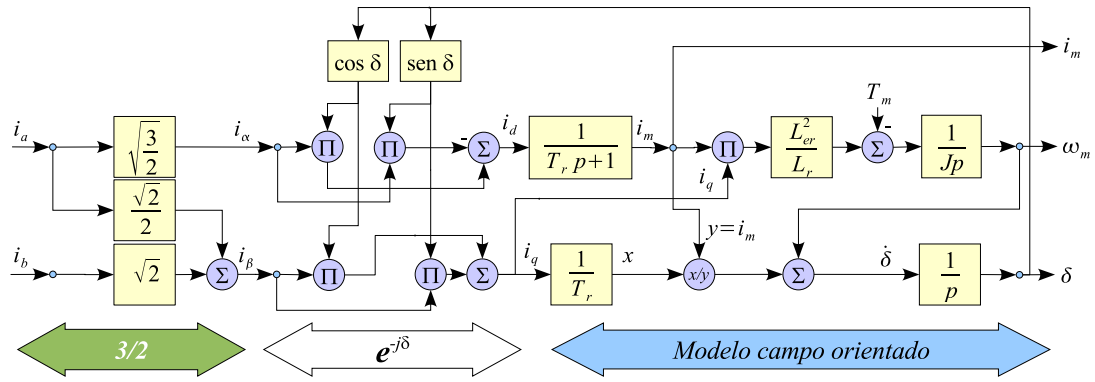 cos δ
sen δ
i_m
T_m
i_a
√(3/2)
i_α
Π
Π
-
Σ
i_d
1/(T_r p+1)
i_m
Π
L_er^2/L_r
Σ
-
1/(Jp)
ω_m
√2/2
i_q
i_b
√2
Σ
i_β
Π
Π
Σ
i_q
1/T_r
x
y=i_m
x/y
Σ
δ̇
1/p
δ
3/2
e^-jδ
Modelo campo orientado